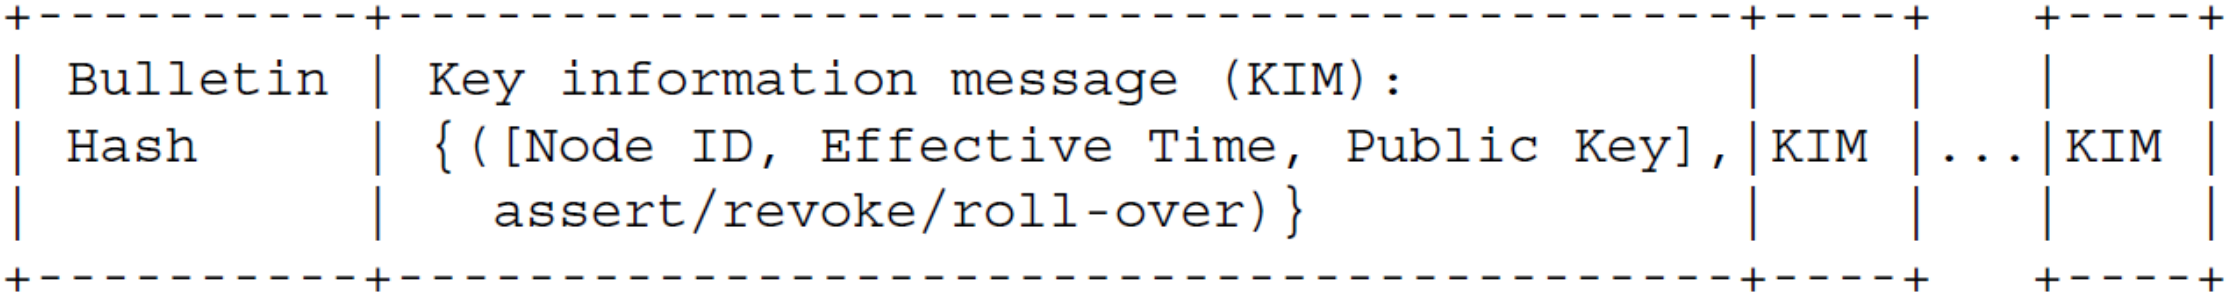 +----------+-----------------------------------------+----+   +----+
| Bulletin | Key information message (KIM):          |    |   |    |
| Hash     | {([Node ID, Effective Time, Public Key],|KIM |...|KIM |
|          |   assert/revoke/roll-over)}             |    |   |    |
+----------+-----------------------------------------+----+   +----+